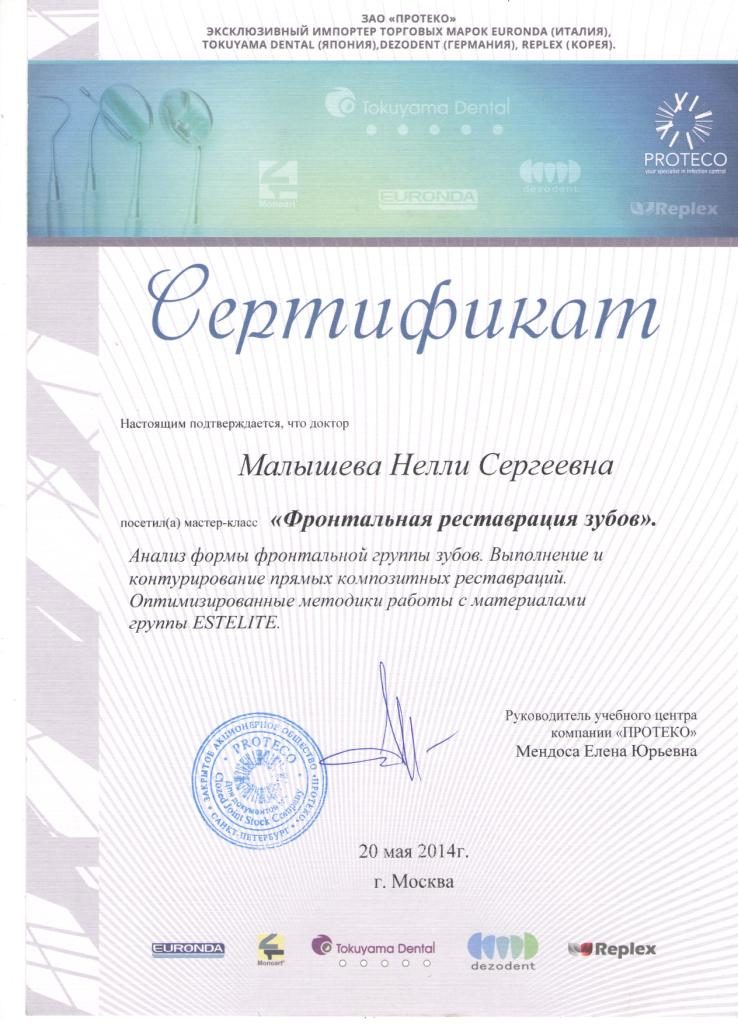 ЗАО «ПРОТЕКО»
ЭКСКЛЮЗИВНЫЙ ИМПОРТЕР ТОРГОВЫХ МАРОК EURONDA (ИТАЛИЯ),
TOKUYAMA DENTAL (ЯПОНИЯ),DEZODENT (ГЕРМАНИЯ), REPLEX (КОРЕЯ).
Tokuyama Dental
PROTECO
your specialist in infection control
Monoart
EURONDA
dezodent
Replex
Сертификат
Настоящим подтверждается, что доктор
Малышева Нелли Сергеевна
посетил(а) мастер-класс «Фронтальная реставрация зубов».
Анализ формы фронтальной группы зубов. Выполнение и
контурирование прямых композитных реставраций.
Оптимизированные методики работы с материалами
группы ESTELITE.
Руководитель учебного центра
компании «ПРОТЕКО»
Мендоса Елена Юрьевна
ЗАКРЫТОЕ АКЦИОНЕРНОЕ ОБЩЕСТВО «ПРОТЕКО»
САНКТ-ПЕТЕРБУРГ
PROTECO
Для документов
Closed Joint Stock Company
20 мая 2014г.
г. Москва
EURONDA
Monoart®
Tokuyama Dental
dezodent
Replex